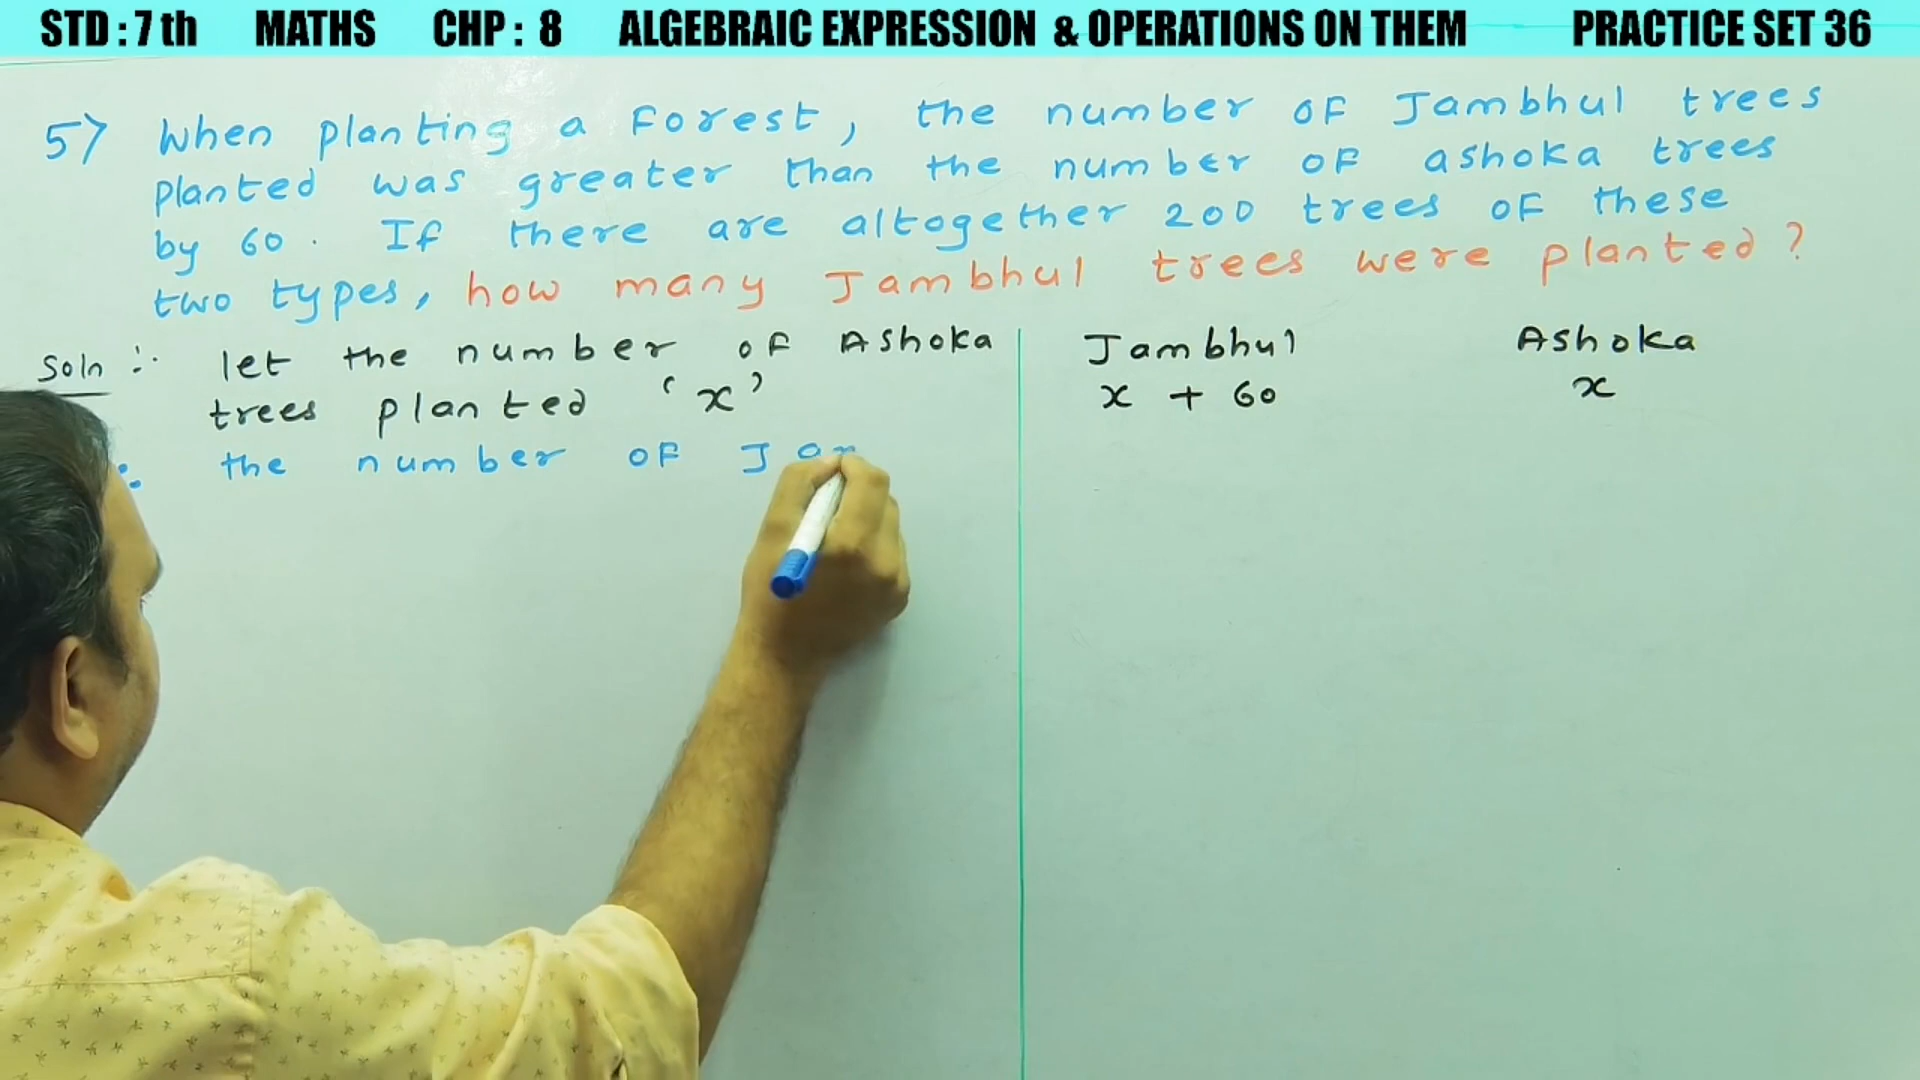 STD : 7 th MATHS CHP : 8 ALGEBRAIC EXPRESSION & OPERATIONS ON THEM PRACTICE SET 36
5) When planting a forest, the number of Jambhul trees
planted was greater than the number of ashoka trees
by 60. If there are altogether 200 trees of these
two types, how many Jambhul trees were planted?
Soln :- let the number of Ashoka
trees planted 'x'
the number of Jam
Jambhul Ashoka
x + 60 x